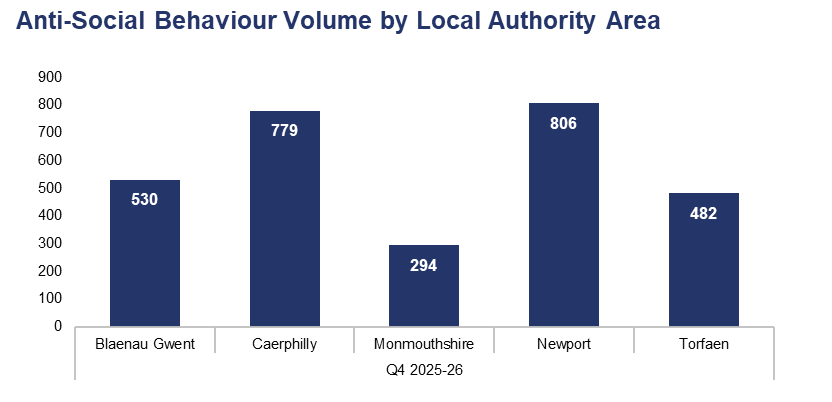 Anti-Social Behaviour Volume by Local Authority Area
900
800
700
600
500
400
300
200
100
0
530
779
294
806
482
Blaenau Gwent
Caerphilly
Monmouthshire
Newport
Torfaen
Q4 2025-26